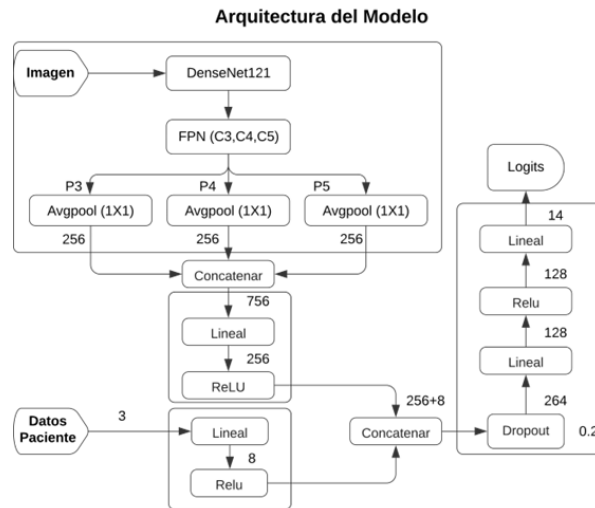 Arquitectura del Modelo
Imagen
DenseNet121
FPN (C3,C4,C5)
P3
P4
P5
Avgpool (1X1)
Avgpool (1X1)
Avgpool (1X1)
256
256
256
Concatenar
756
Lineal
256
ReLU
Datos
Paciente
3
Lineal
8
Relu
256+8
Concatenar
Dropout
0.2
264
Lineal
128
Relu
128
Lineal
14
Logits